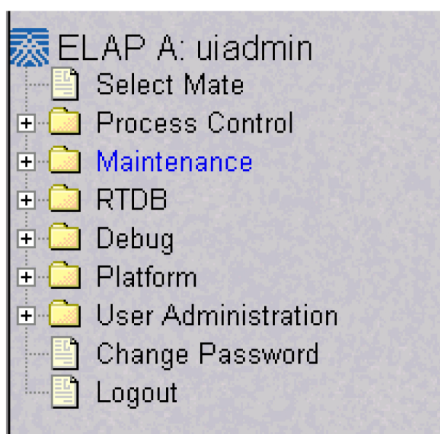 ELAP A: uiadmin
Select Mate
Process Control
Maintenance
RTDB
Debug
Platform
User Administration
Change Password
Logout